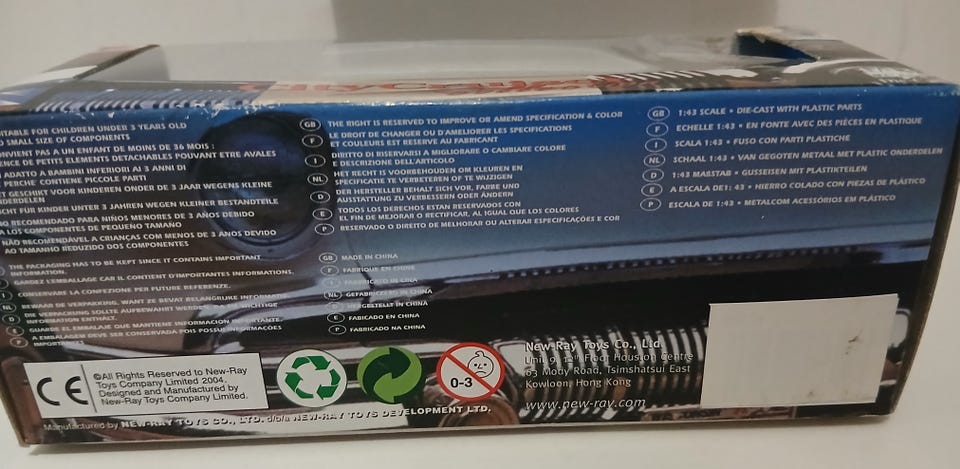 CityCruiser
ITABLE FOR CHILDREN UNDER 3 YEARS OLD
O SMALL SIZE OF COMPONENTS
ONVIENT PAS A UN ENFANT DE MOINS DE 36 MOIS :
ENCE DE PETITS ELEMENTS DETACHABLES POUVANT ETRE AVALES
ADATTO A BAMBINI INFERIORI AI 3 ANNI DI
PERCHE' CONTIENE PICCOLE PARTI
GESCHIKT FÜR KINDEREN ONDER DE 3 JAAR WEGENS KLEINE
NDERDELEN
CHT FÜR KINDER UNTER 3 JAHREN WEGEN KLEINER BESTANDTEILE
O RECOMENDADO PARA NIÑOS MENORES DE 3 AÑOS DEBIDO
A LOS COMPONENTES DE PEQUEÑO TAMAÑO
NÃO RECOMENDÁVEL A CRIANÇAS COM MENOS DE 3 ANOS DEVIDO
AO TAMANHO REDUZIDO DOS COMPONENTES
THE PACKAGING HAS TO BE KEPT SINCE IT CONTAINS IMPORTANT
INFORMATION.
GARDEZ L'EMBALLAGE CAR IL CONTIENT D'IMPORTANTES INFORMATIONS.
I CONSERVARE LA CONFEZIONE PER FUTURE REFERENZE.
NL BEWAAR DE VERPAKKING, WANT ZE BEVAT BELANGRIJKE INFORMATIE.
D DIE VERPACKUNG SOLLTE AUFBEWAHRT WERDEN, DA SIE WICHTIGE
INFORMATION ENTHÄLT.
E GUARDE EL EMBALAJE QUE MANTIENE INFORMACION IMPORTANTE.
P A EMBALAGEM DEVE SER CONSERVADA POIS POSSUI INFORMAÇÕES
IMPORTANTES
GB THE RIGHT IS RESERVED TO IMPROVE OR AMEND SPECIFICATION & COLOR
F LE DROIT DE CHANGER OU D'AMELIORER LES SPECIFICATIONS
ET COULEURS EST RESERVE AU FABRICANT
I DIRITTO DI RISERVARSI A MIGLIORARE O CAMBIARE COLORE
E DESCRIZIONE DELL'ARTICOLO
NL HET RECHT IS VOORBEHOUDEN OM KLEUREN EN
SPECIFICATIE TE VERBETEREN OF TE WIJZIGEN
D DER HERSTELLER BEHÄLT SICH VOR, FARBE UND
AUSSTATTUNG ZU VERBESSERN ODER ÄNDERN
E TODOS LOS DERECHOS ESTAN RESERVADOS CON
EL FIN DE MEJORAR O RECTIFICAR, AL IGUAL QUE LOS COLORES
P RESERVADO O DIREITO DE MELHORAR OU ALTERAR ESPECIFICAÇÕES E COR
GB MADE IN CHINA
F FABRIQUE EN CHINE
I FABBRICATO IN CINA
NL GEFABRICEERD IN CHINA
D HERGESTELLT IN CHINA
E FABICADO EN CHINA
P FABRICADO NA CHINA
GB 1:43 SCALE • DIE-CAST WITH PLASTIC PARTS
F ECHELLE 1:43 • EN FONTE AVEC DES PIÈCES EN PLASTIQUE
I SCALA 1:43 • FUSO CON PARTI PLASTICHE
NL SCHAAL 1:43 • VAN GEGOTEN METAAL MET PLASTIC ONDERDELEN
D 1:43 MAßSTAB • GUSSEISEN MIT PLASTIKTEILEN
E A ESCALA DE1: 43 • HIERRO COLADO CON PIEZAS DE PLÁSTICO
P ESCALA DE 1:43 • METALCOM ACESSÓRIOS EM PLÁSTICO
CE
©All Rights Reserved to New-Ray
Toys Company Limited 2004.
Designed and Manufactured by
New-Ray Toys Company Limited.
0-3
New-Ray Toys Co., Ltd.
Unit 9, 12th Floor Houston Centre
63 Mody Road, Tsimshatsui East
Kowloon, Hong Kong
www.new-ray.com
Manufactured by NEW-RAY TOYS CO., LTD. d/b/a NEW-RAY TOYS DEVELOPMENT LTD.